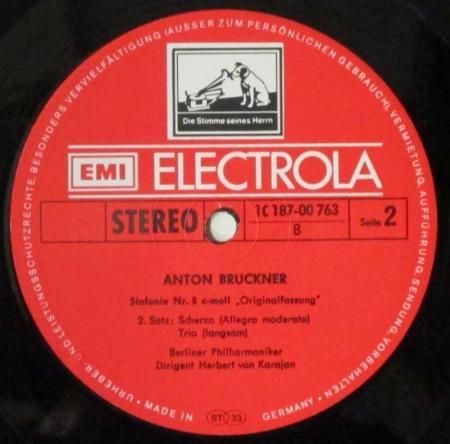 Die Stimme seines Herrn
EMI ELECTROLA
STEREO
1C 187-00 763
B
Seite 2
ANTON BRUCKNER
Sinfonie Nr. 8 c-moll „Originalfassung"
2. Satz: Scherzo (Allegro moderato)
Trio (langsam)
Berliner Philharmoniker
Dirigent Herbert von Karajan
ST 33
URHEBER- UND LEISTUNGSSCHUTZRECHTE, BESONDERS VERVIELFÄLTIGUNG (AUSSER ZUM PERSÖNLICHEN GEBRAUCH), VERMIETUNG, AUFFÜHRUNG, SENDUNG, VORBEHALTEN • MADE IN GERMANY •